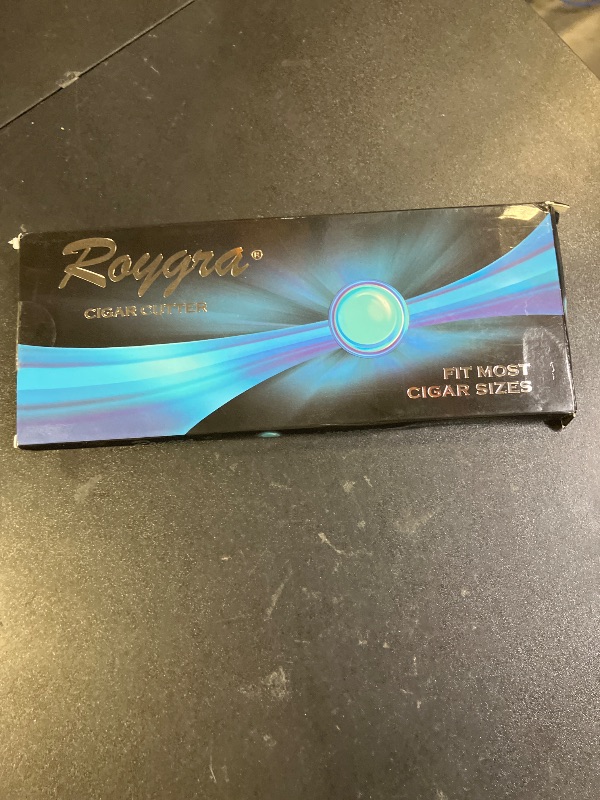 Roygra®
CIGAR CUTTER
FIT MOST
CIGAR SIZES